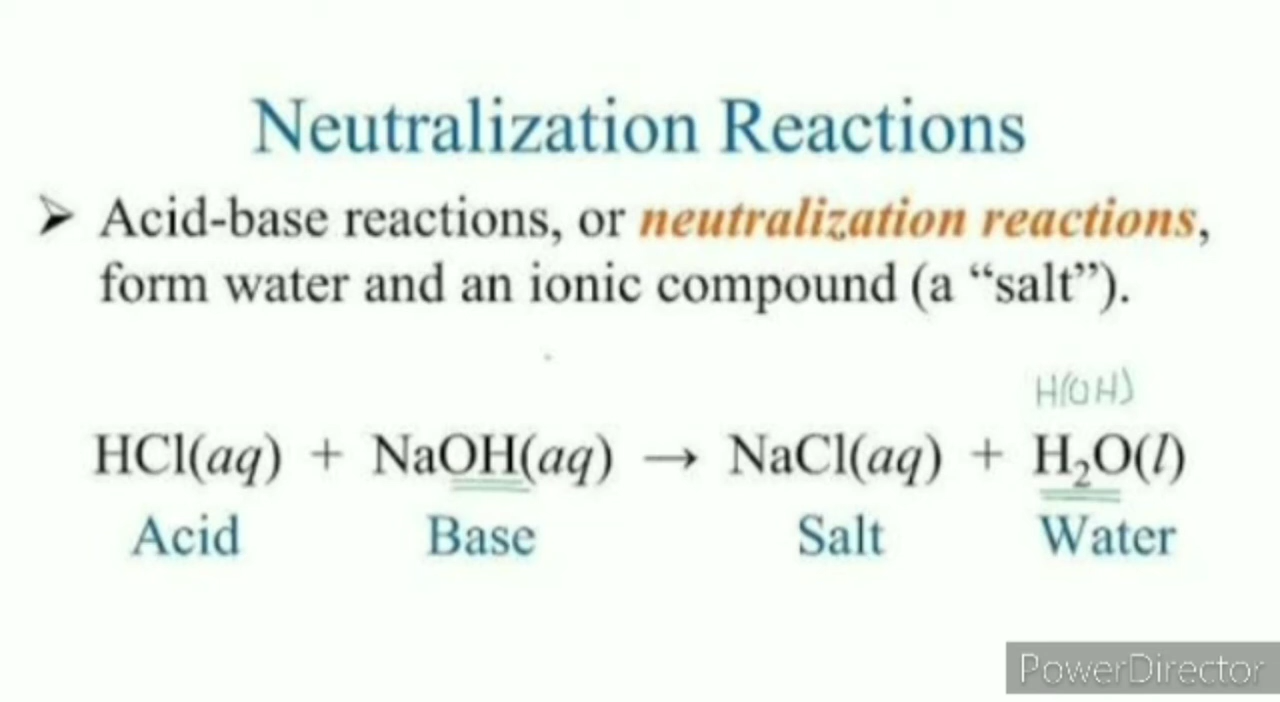 Neutralization Reactions
➢ Acid-base reactions, or neutralization reactions,
form water and an ionic compound (a “salt”).
H(OH)
HCl(aq) + NaOH(aq) → NaCl(aq) + H₂O(l)
Acid Base Salt Water
PowerDirector